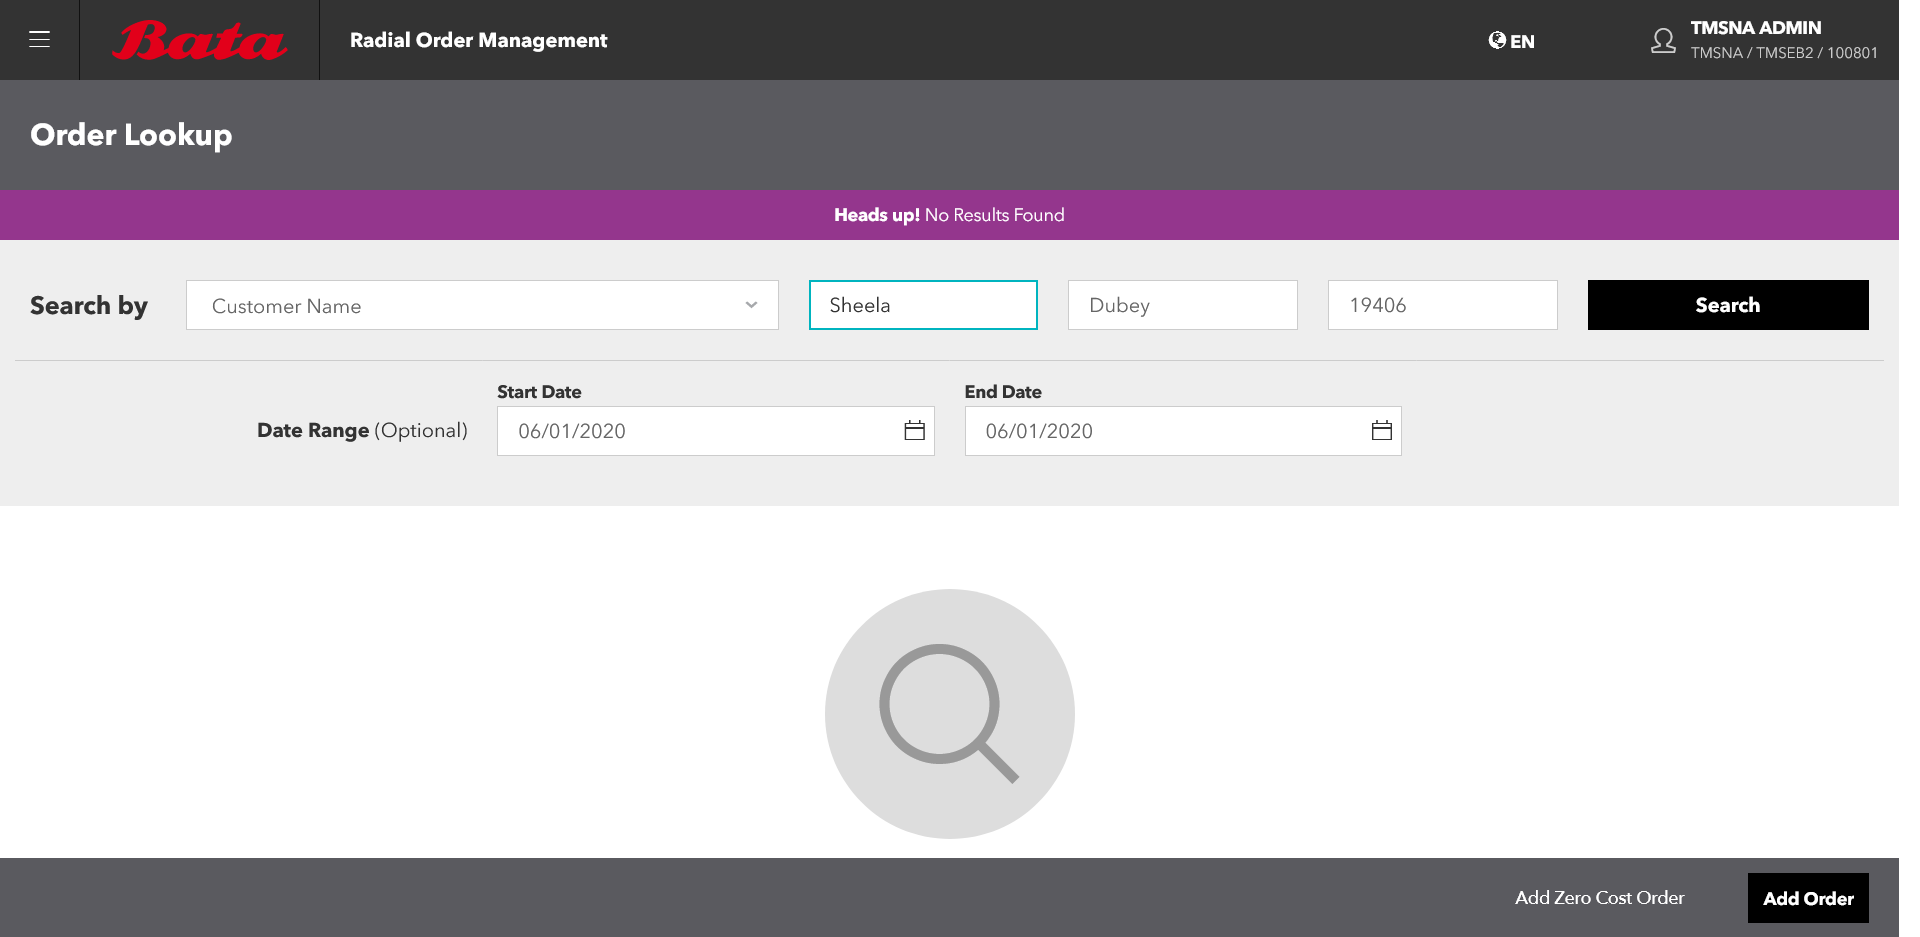 Bata
Radial Order Management
EN
TMSNA ADMIN
TMSNA / TMSEB2 / 100801
Order Lookup
Heads up! No Results Found
Search by
Customer Name
Sheela
Dubey
19406
Search
Start Date
End Date
Date Range (Optional)
06/01/2020
06/01/2020
Add Zero Cost Order
Add Order